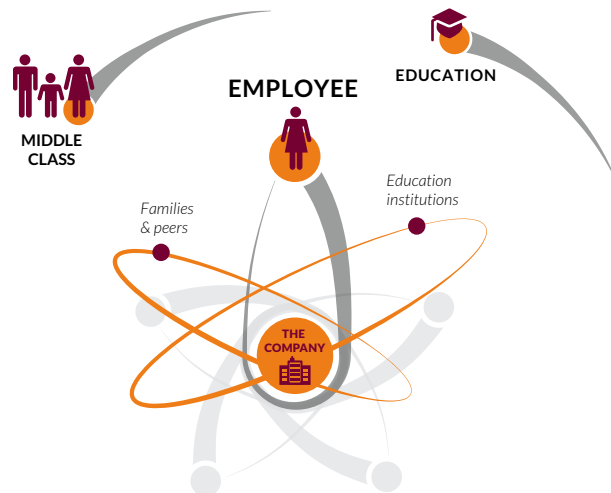 EDUCATION
EMPLOYEE
MIDDLE
CLASS
Education
institutions
Families
& peers
THE
COMPANY